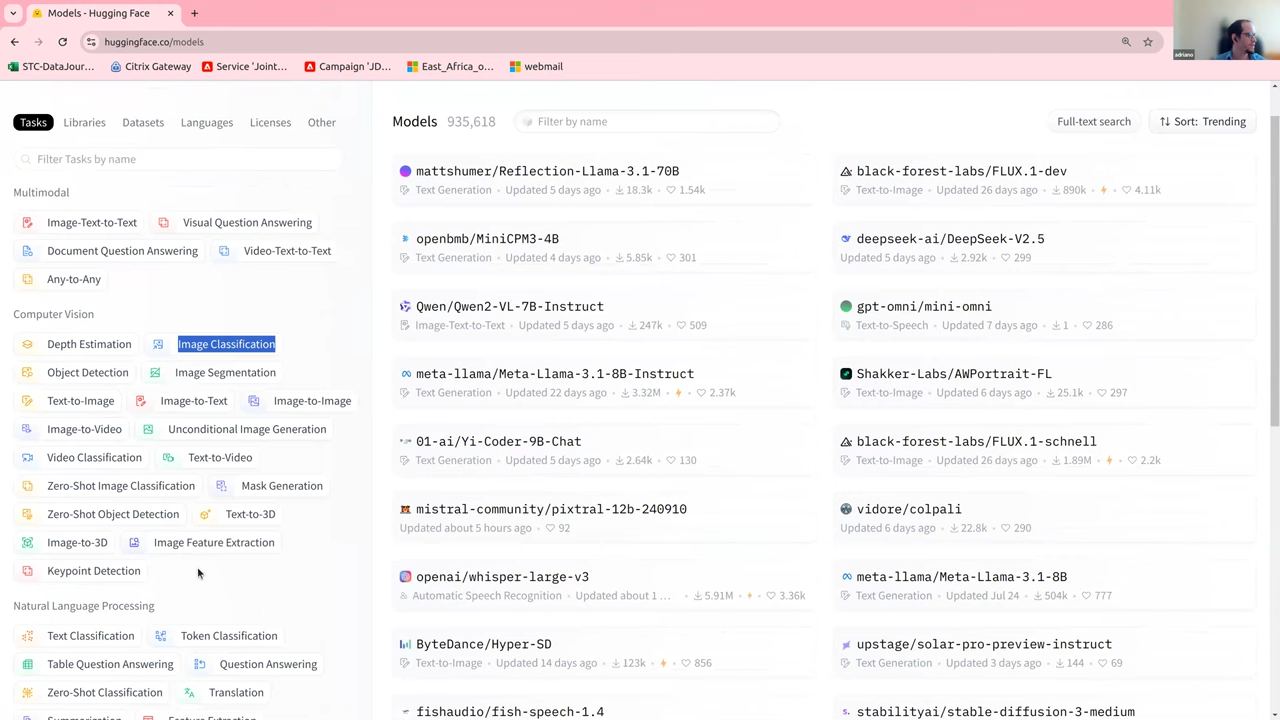 Models - Hugging Face
huggingface.co/models
STC-DataJour... Citrix Gateway Service 'Joint... Campaign 'JD... East_Africa_o... webmail
adriano
Tasks Libraries Datasets Languages Licenses Other
Filter Tasks by name
Multimodal
Image-Text-to-Text Visual Question Answering
Document Question Answering Video-Text-to-Text
Any-to-Any
Computer Vision
Depth Estimation Image Classification
Object Detection Image Segmentation
Text-to-Image Image-to-Text Image-to-Image
Image-to-Video Unconditional Image Generation
Video Classification Text-to-Video
Zero-Shot Image Classification Mask Generation
Zero-Shot Object Detection Text-to-3D
Image-to-3D Image Feature Extraction
Keypoint Detection
Natural Language Processing
Text Classification Token Classification
Table Question Answering Question Answering
Zero-Shot Classification Translation
Summarization Feature Extraction
Models 935,618 Filter by name Full-text search Sort: Trending
mattshumer/Reflection-Llama-3.1-70B
Text Generation • Updated 5 days ago • 18.3k • 1.54k
black-forest-labs/FLUX.1-dev
Text-to-Image • Updated 26 days ago • 890k • 4.11k
openbmb/MiniCPM3-4B
Text Generation • Updated 4 days ago • 5.85k • 301
deepseek-ai/DeepSeek-V2.5
Updated 5 days ago • 2.92k • 299
Qwen/Qwen2-VL-7B-Instruct
Image-Text-to-Text • Updated 5 days ago • 247k • 509
gpt-omni/mini-omni
Text-to-Speech • Updated 7 days ago • 1 • 286
meta-llama/Meta-Llama-3.1-8B-Instruct
Text Generation • Updated 22 days ago • 3.32M • 2.37k
Shakker-Labs/AWPortrait-FL
Text-to-Image • Updated 6 days ago • 25.1k • 297
01-ai/Yi-Coder-9B-Chat
Text Generation • Updated 5 days ago • 2.64k • 130
black-forest-labs/FLUX.1-schnell
Text-to-Image • Updated 26 days ago • 1.89M • 2.2k
mistral-community/pixtral-12b-240910
Updated about 5 hours ago • 92
vidore/colpali
Updated 6 days ago • 22.8k • 290
openai/whisper-large-v3
Automatic Speech Recognition • Updated about 1 ... • 5.91M • 3.36k
meta-llama/Meta-Llama-3.1-8B
Text Generation • Updated Jul 24 • 504k • 777
ByteDance/Hyper-SD
Text-to-Image • Updated 14 days ago • 123k • 856
upstage/solar-pro-preview-instruct
Text Generation • Updated 3 days ago • 144 • 69
fishaudio/fish-speech-1.4
stabilityai/stable-diffusion-3-medium